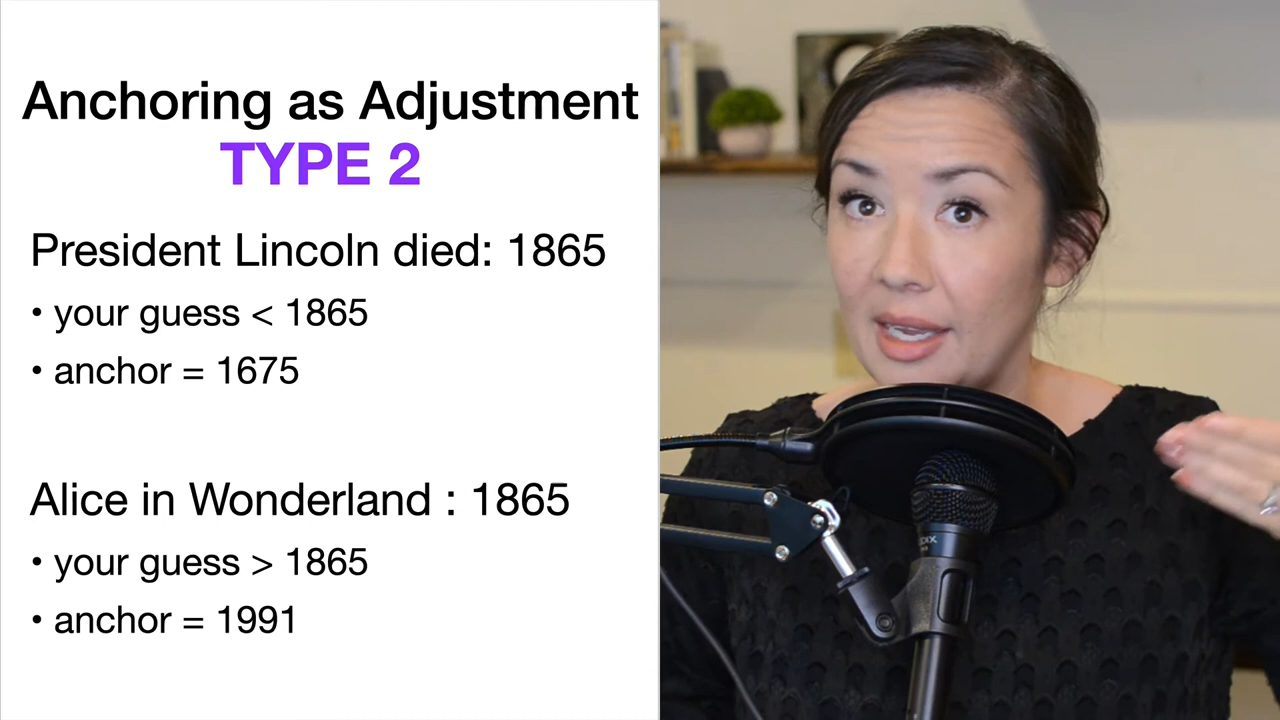 Anchoring as Adjustment
TYPE 2
President Lincoln died: 1865
• your guess < 1865
• anchor = 1675
Alice in Wonderland : 1865
• your guess > 1865
• anchor = 1991